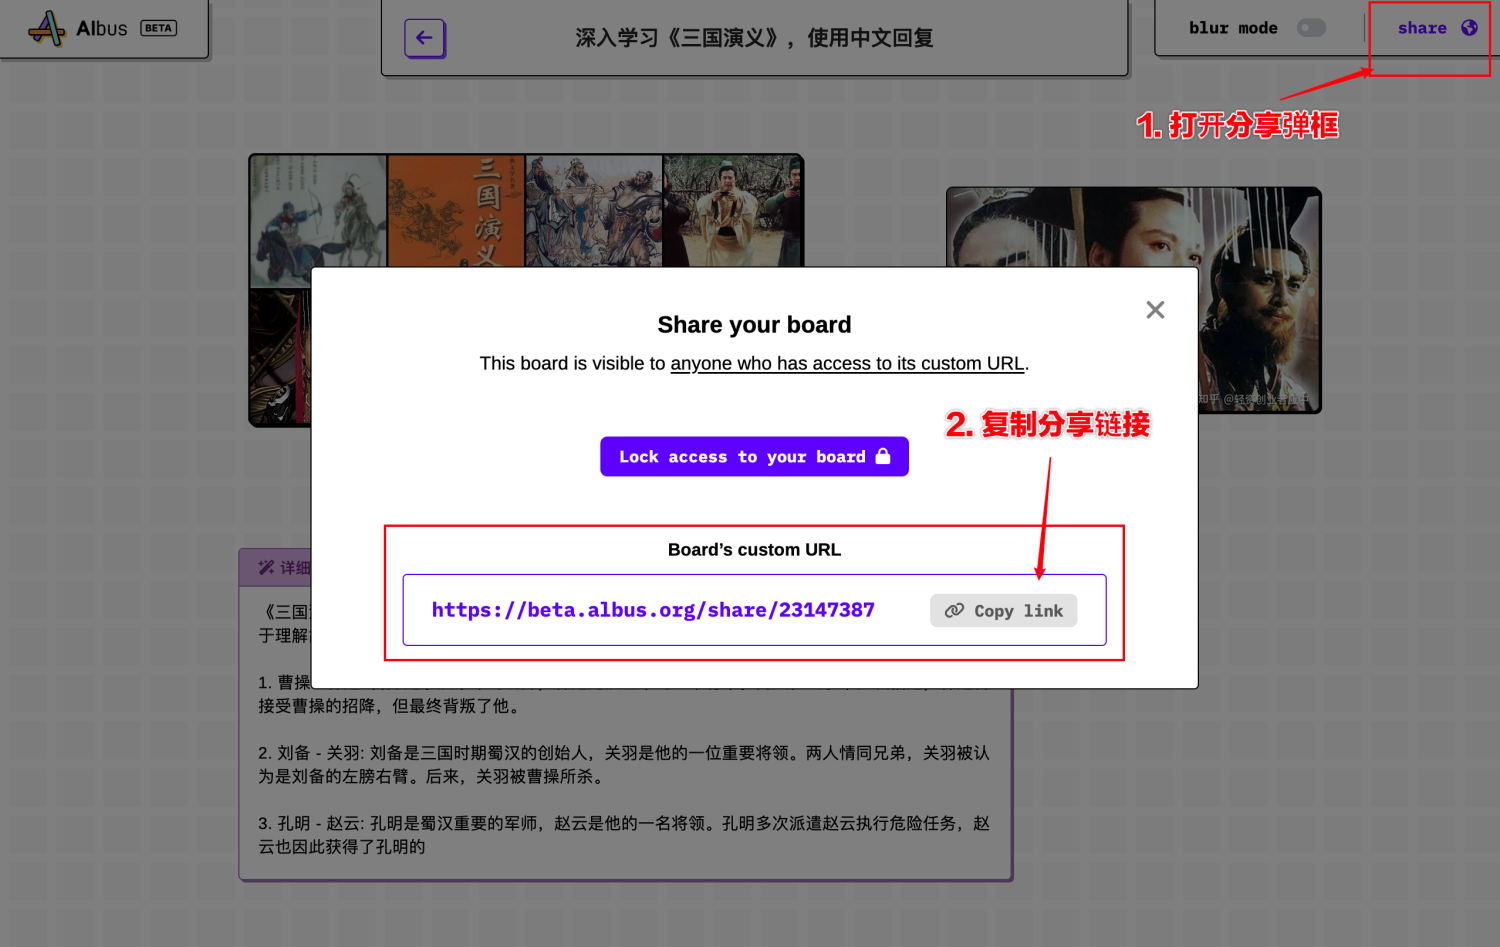 Albus BETA
深入学习《三国演义》，使用中文回复
blur mode
share
1. 打开分享弹框
三国演义
Share your board
This board is visible to anyone who has access to its custom URL.
2. 复制分享链接
Lock access to your board
Board’s custom URL
https://beta.albus.org/share/23147387
Copy link
详细
《三国
于理解
1. 曹操
接受曹操的招降，但最终背叛了他。
2. 刘备 - 关羽: 刘备是三国时期蜀汉的创始人，关羽是他的一位重要将领。两人情同兄弟，关羽被认
为是刘备的左膀右臂。后来，关羽被曹操所杀。
3. 孔明 - 赵云: 孔明是蜀汉重要的军师，赵云是他的一名将领。孔明多次派遣赵云执行危险任务，赵
云也因此获得了孔明的